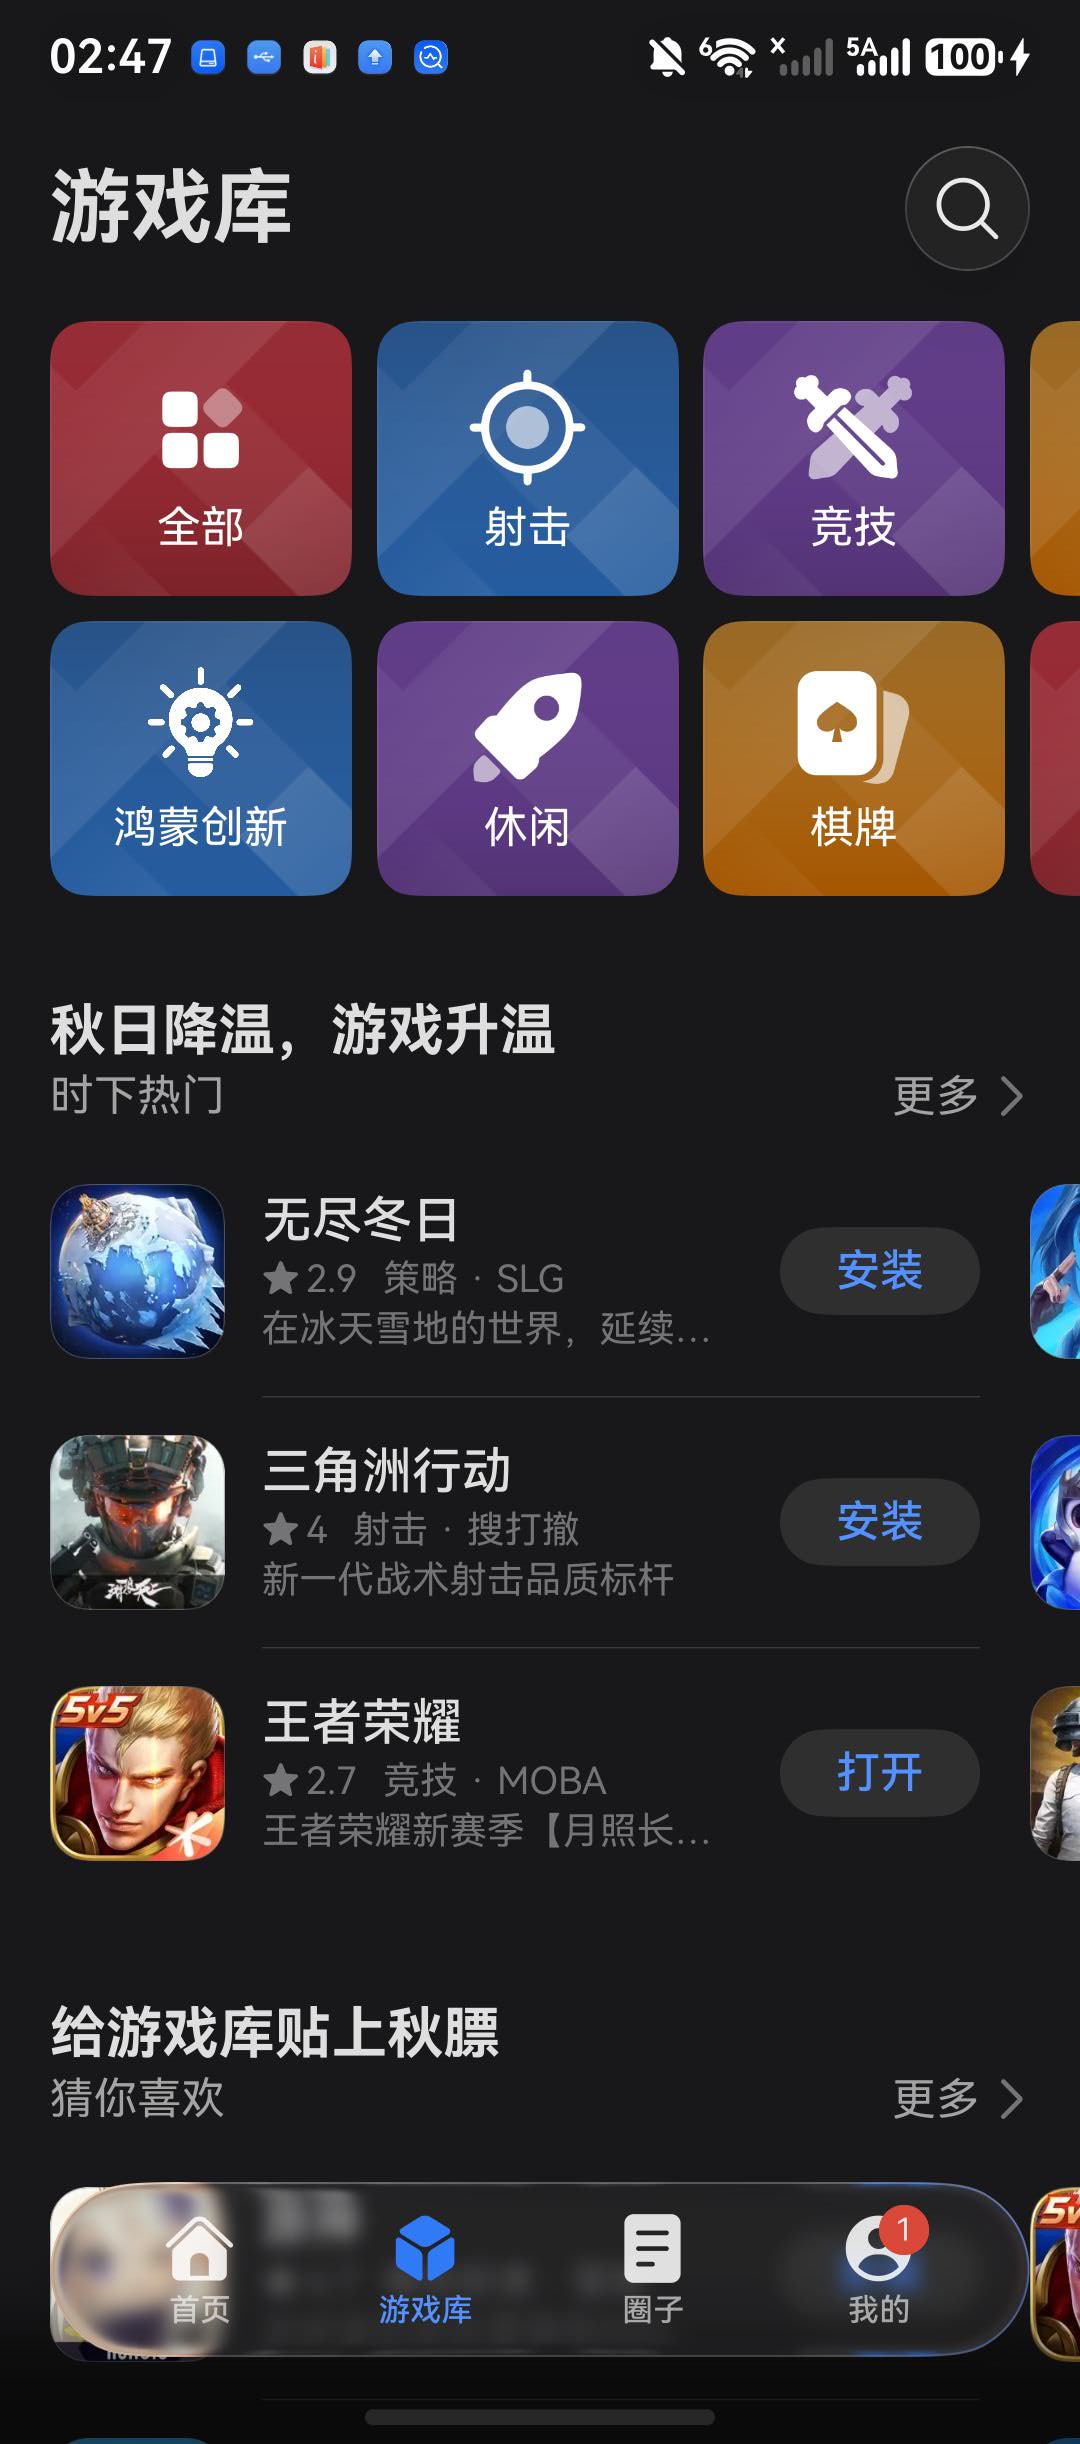 02:47
6
5A
100
游戏库
全部
射击
竞技
鸿蒙创新
休闲
棋牌
秋日降温，游戏升温
时下热门
更多
无尽冬日
2.9 策略 · SLG
在冰天雪地的世界，延续...
安装
三角洲行动
4 射击 · 搜打撤
新一代战术射击品质标杆
安装
5v5
王者荣耀
2.7 竞技 · MOBA
王者荣耀新赛季【月照长...
打开
给游戏库贴上秋膘
猜你喜欢
更多
首页
游戏库
圈子
1
我的